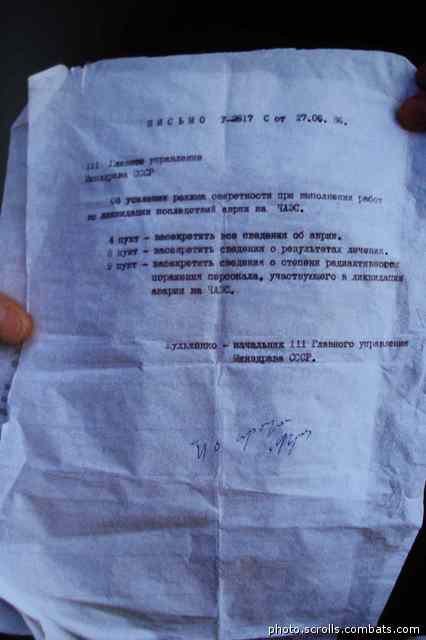 ПИСЬМО У-2617 С от 27.06. 86.
III Главного управления
Минздрава СССР
Об усилении режима секретности при выполнении работ
по ликвидации последствий аварии на ЧАЭС.
4 пункт - засекретить все сведения об аварии.
8 пункт - засекретить сведения о результатах лечения.
9 пункт - засекретить сведения о степени радиактивного
поражения персонала, участвующего в ликвидации
аварии на ЧАЭС.
- начальник III Главного управления
Минздрава СССР.
photo.scrolls.combats.com